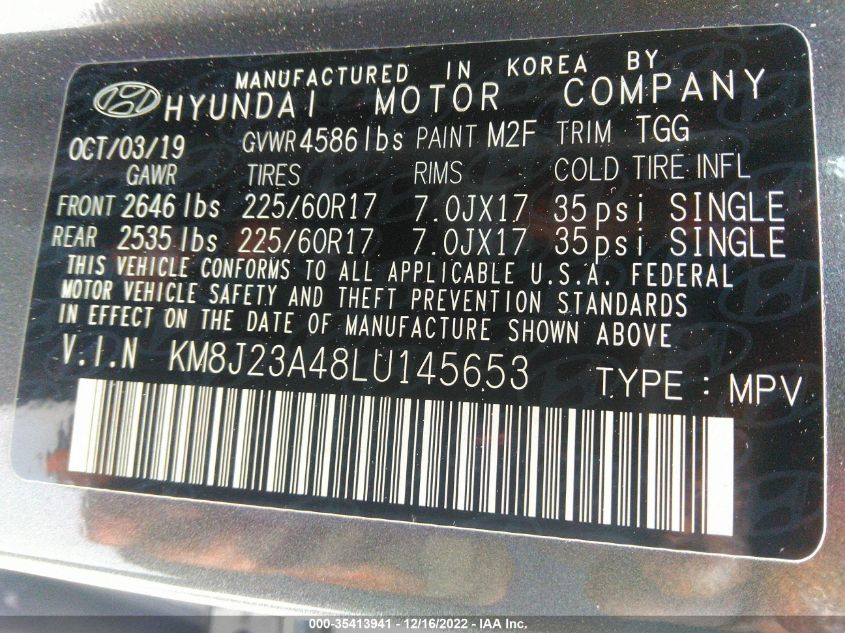 MANUFACTURED IN KOREA BY
HYUNDAI MOTOR COMPANY
OCT/03/19 GVWR 4586lbs PAINT M2F TRIM TGG
GAWR TIRES RIMS COLD TIRE INFL
FRONT 2646 lbs 225/60R17 7.0JX17 35psi SINGLE
REAR 2535 lbs 225/60R17 7.0JX17 35psi SINGLE
THIS VEHICLE CONFORMS TO ALL APPLICABLE U.S.A. FEDERAL
MOTOR VEHICLE SAFETY AND THEFT PREVENTION STANDARDS
IN EFFECT ON THE DATE OF MANUFACTURE SHOWN ABOVE
V.I.N KM8J23A48LU145653 TYPE : MPV
000-35413941 - 12/16/2022 - IAA Inc.